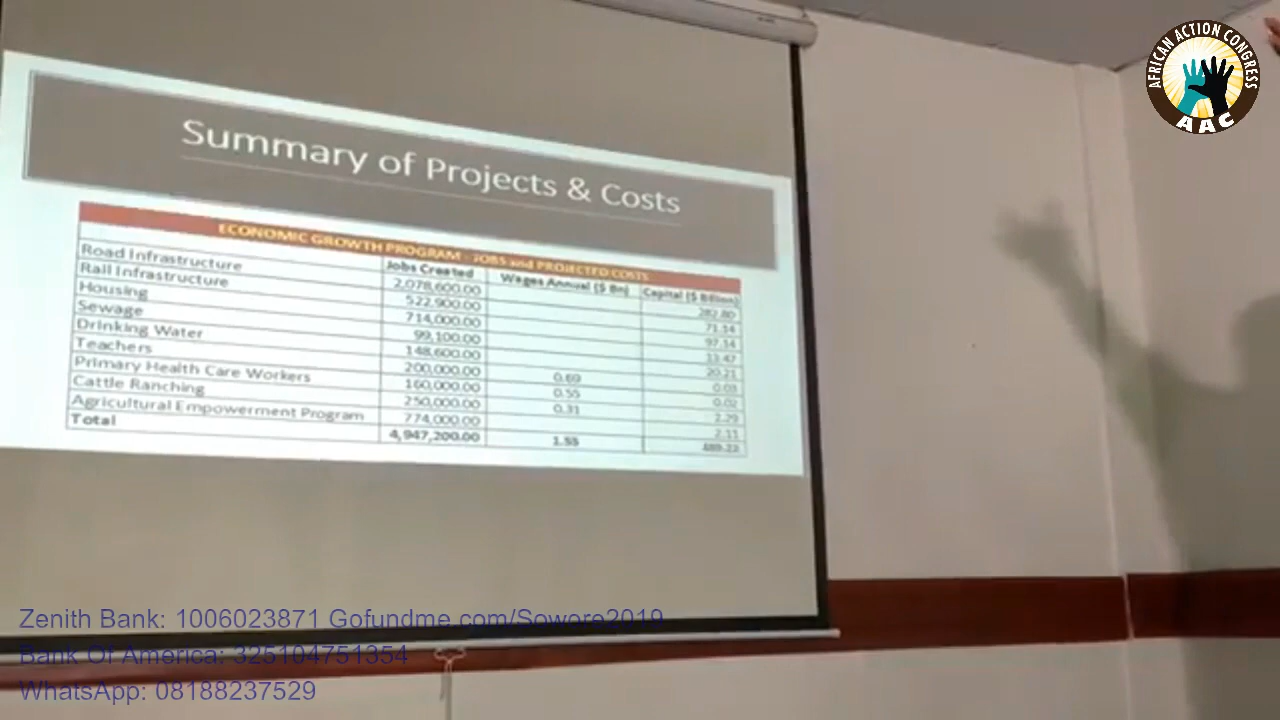 AFRICAN ACTION CONGRESS
AAC
Summary of Projects & Costs
ECONOMIC GROWTH PROGRAM - JOBS and PROJECTED COSTS
Jobs Created Wages Annual ($ Bn) Capital ($ Billion)
Road Infrastructure 2,078,600.00 282.80
Rail Infrastructure 522,900.00 71.14
Housing 714,000.00 97.14
Sewage 99,100.00 13.47
Drinking Water 148,600.00 20.21
Teachers 200,000.00 0.69 0.03
Primary Health Care Workers 160,000.00 0.55 0.02
Cattle Ranching 250,000.00 0.31 2.29
Agricultural Empowerment Program 774,000.00 2.11
Total 4,947,200.00 1.55 489.22
Zenith Bank: 1006023871 Gofundme.com/Sowore2019
Bank Of America: 325104751354
WhatsApp: 08188237529